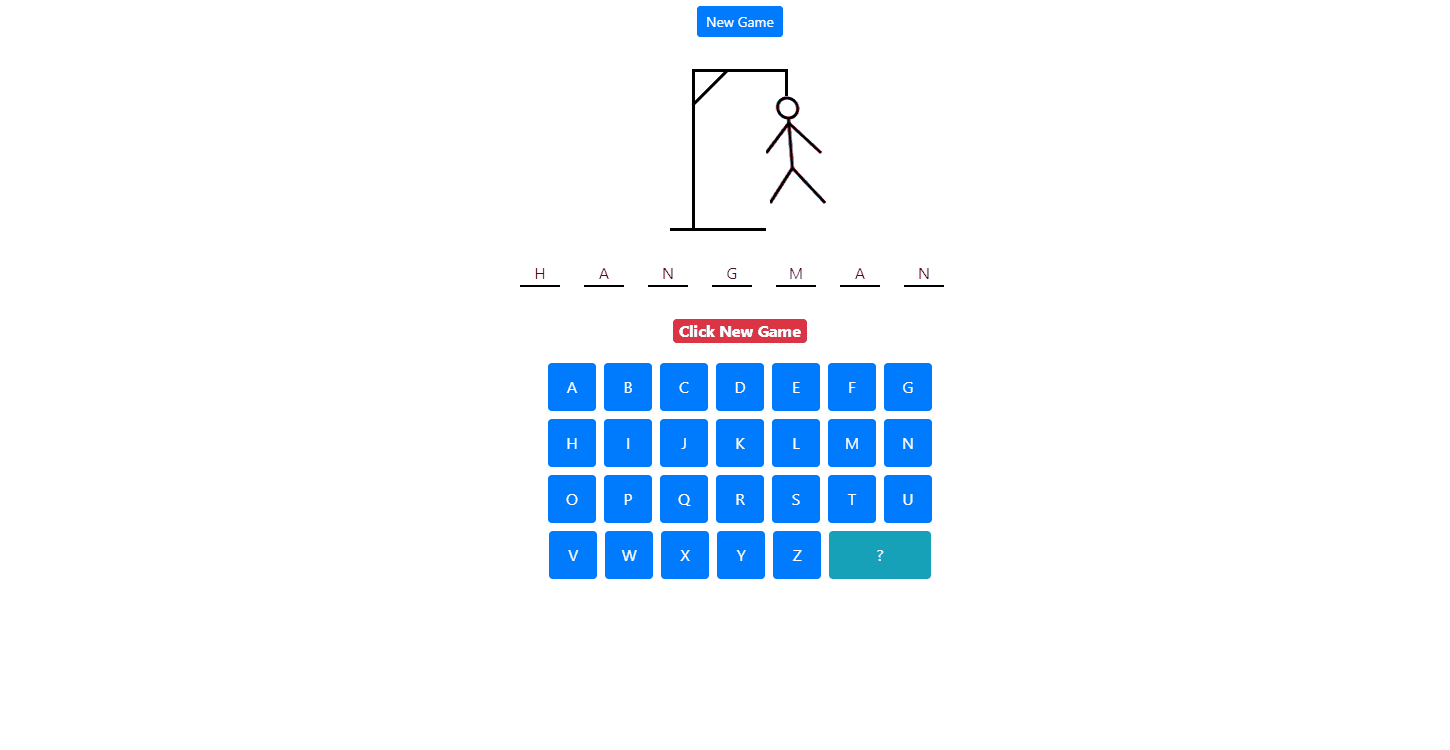 New Game
H A N G M A N
Click New Game
A B C D E F G
H I J K L M N
O P Q R S T U
V W X Y Z ?